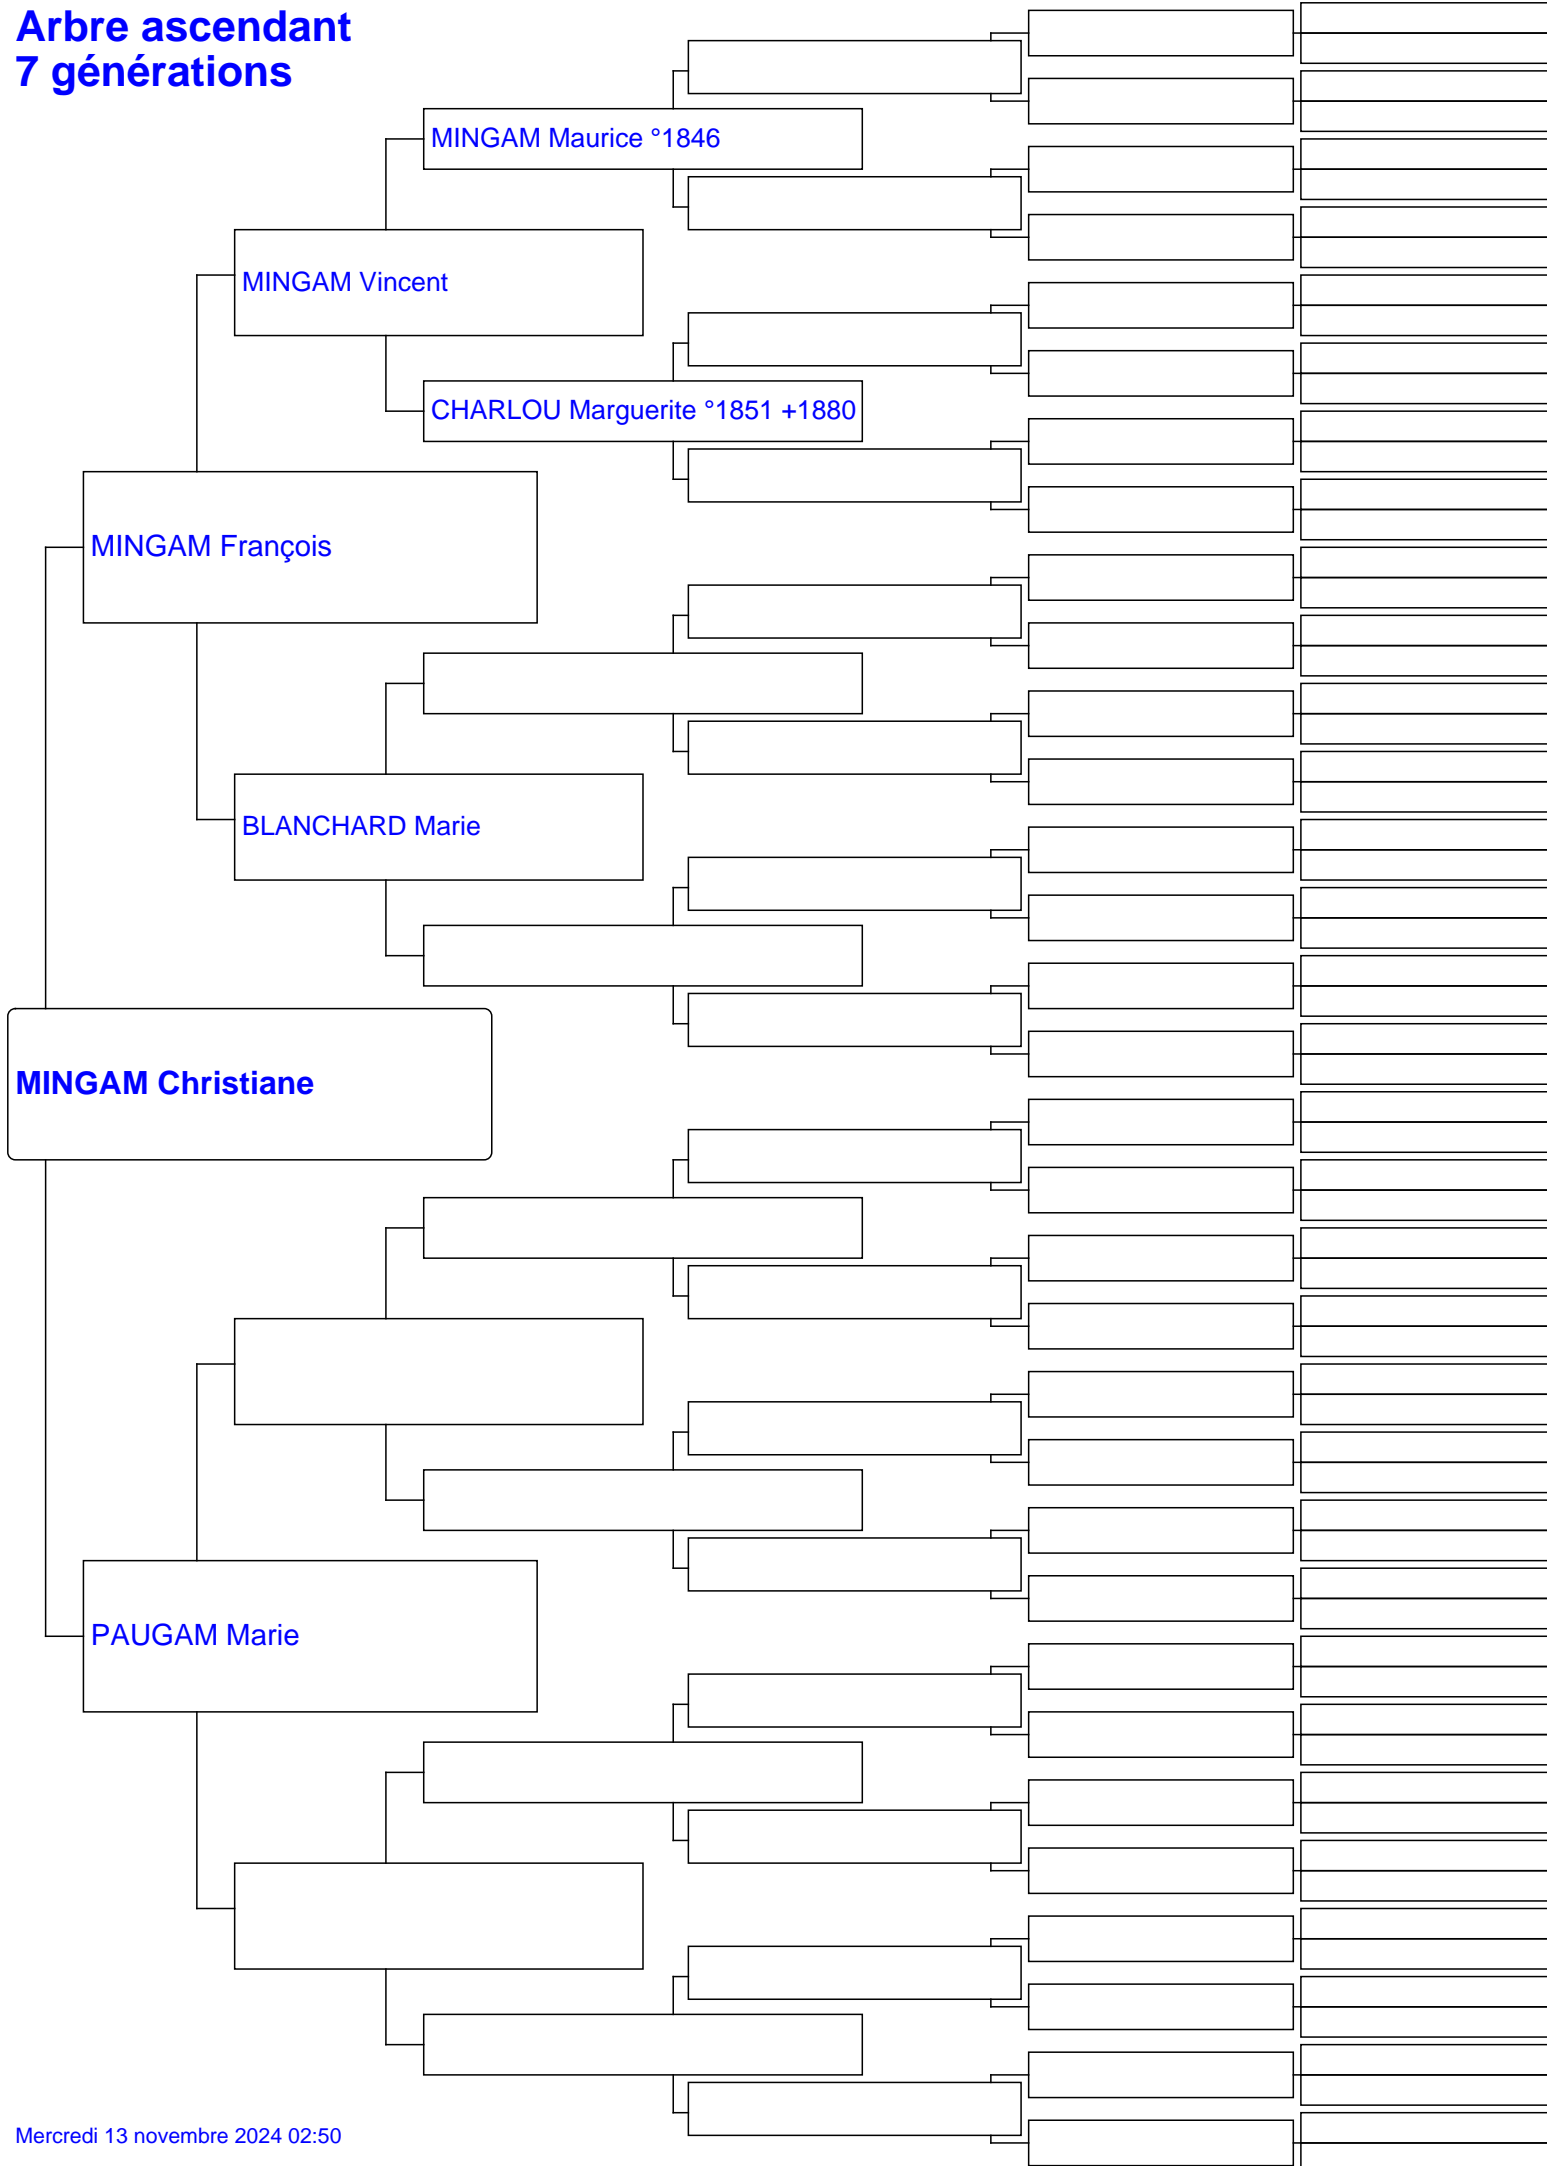 Arbre ascendant
7 générations
MINGAM Maurice °1846
MINGAM Vincent
CHARLOU Marguerite °1851 +1880
MINGAM François
BLANCHARD Marie
MINGAM Christiane
PAUGAM Marie
Mercredi 13 novembre 2024 02:50